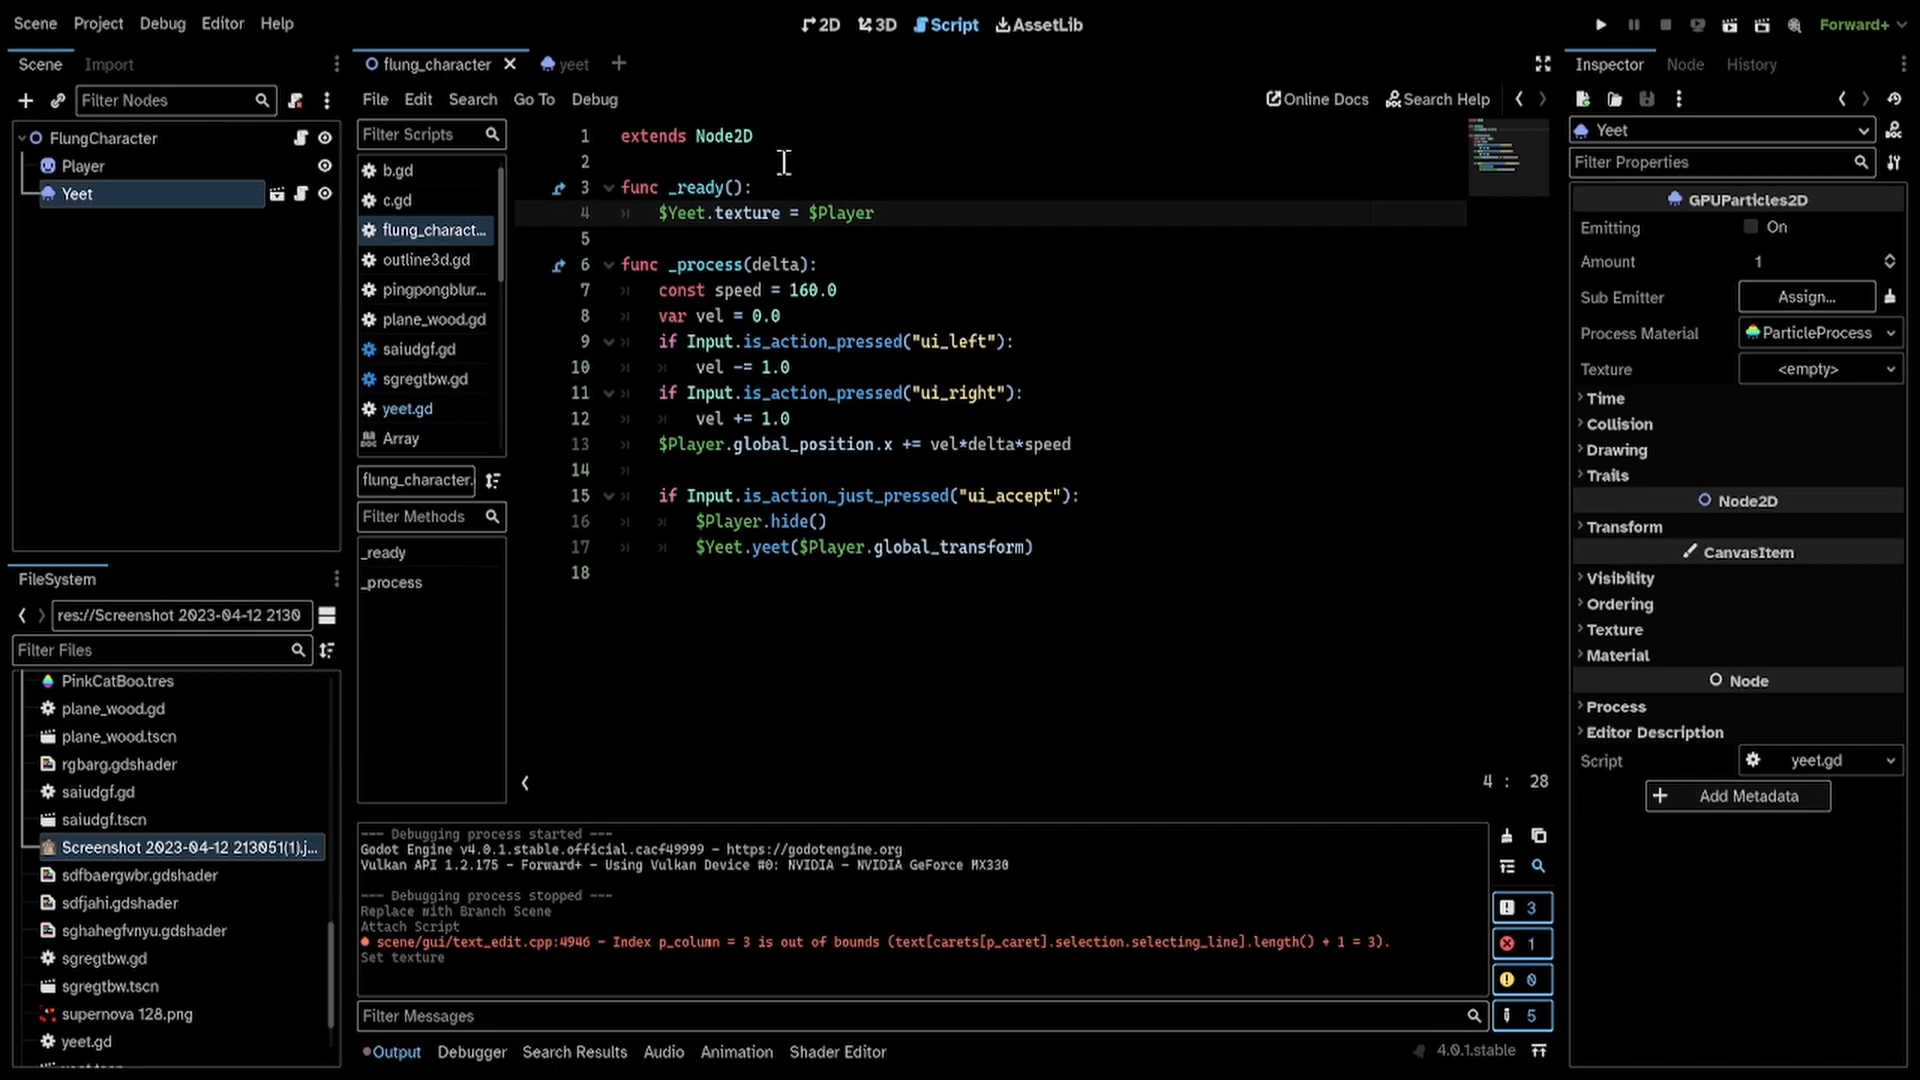 Scene Project Debug Editor Help
2D 3D Script AssetLib
Forward+
Scene Import
Filter Nodes
FlungCharacter
Player
Yeet
FileSystem
res://Screenshot 2023-04-12 2130
Filter Files
PinkCatBoo.tres
plane_wood.gd
plane_wood.tscn
rgbarg.gdshader
saiudgf.gd
saiudgf.tscn
Screenshot 2023-04-12 213051(1).j...
sdfbaergwbr.gdshader
sdfjahi.gdshader
sghahegfvnyu.gdshader
sgregtbw.gd
sgregtbw.tscn
supernova 128.png
yeet.gd
flung_character yeet
File Edit Search Go To Debug
Online Docs Search Help
Filter Scripts
b.gd
c.gd
flung_charact...
outline3d.gd
pingpongblur...
plane_wood.gd
saiudgf.gd
sgregtbw.gd
yeet.gd
Array
flung_character.
Filter Methods
_ready
_process
1 extends Node2D
2
3 func _ready():
4 $Yeet.texture = $Player
5
6 func _process(delta):
7 const speed = 160.0
8 var vel = 0.0
9 if Input.is_action_pressed("ui_left"):
10 vel -= 1.0
11 if Input.is_action_pressed("ui_right"):
12 vel += 1.0
13 $Player.global_position.x += vel*delta*speed
14
15 if Input.is_action_just_pressed("ui_accept"):
16 $Player.hide()
17 $Yeet.yeet($Player.global_transform)
18
4 : 28
--- Debugging process started ---
Godot Engine v4.0.1.stable.official.cacf49999 - https://godotengine.org
Vulkan API 1.2.175 - Forward+ - Using Vulkan Device #0: NVIDIA - NVIDIA GeForce MX330
--- Debugging process stopped ---
Replace with Branch Scene
Attach Script
scene/gui/text_edit.cpp:4946 - Index p_column = 3 is out of bounds (text[carets[p_caret].selection.selecting_line].length() + 1 = 3).
Set texture
3
1
0
5
Filter Messages
Output Debugger Search Results Audio Animation Shader Editor
4.0.1.stable
Inspector Node History
Yeet
Filter Properties
GPUParticles2D
Emitting On
Amount 1
Sub Emitter Assign...
Process Material ParticleProcess
Texture <empty>
Time
Collision
Drawing
Trails
Node2D
Transform
CanvasItem
Visibility
Ordering
Texture
Material
Node
Process
Editor Description
Script yeet.gd
Add Metadata